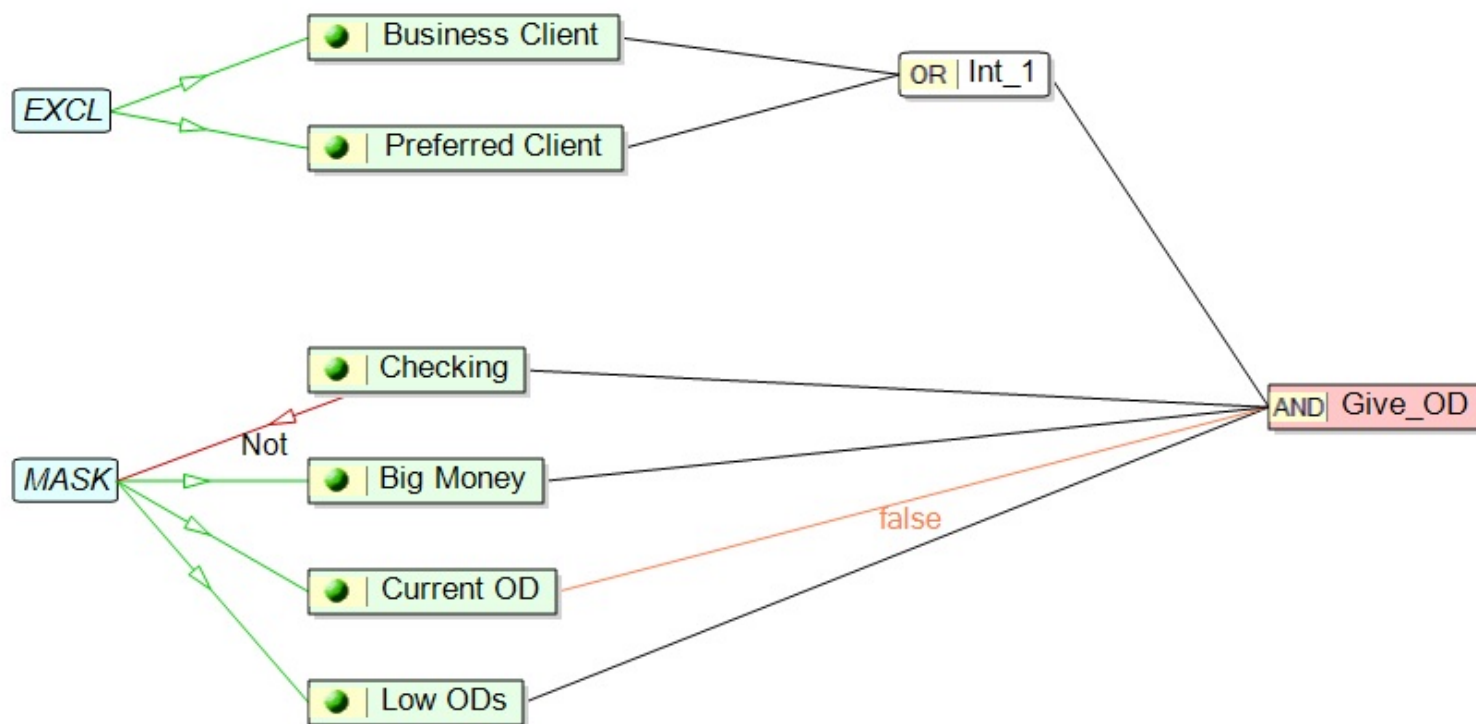 Business Client
OR Int_1
EXCL
Preferred Client
Checking
AND Give_OD
Not
MASK
Big Money
false
Current OD
Low ODs